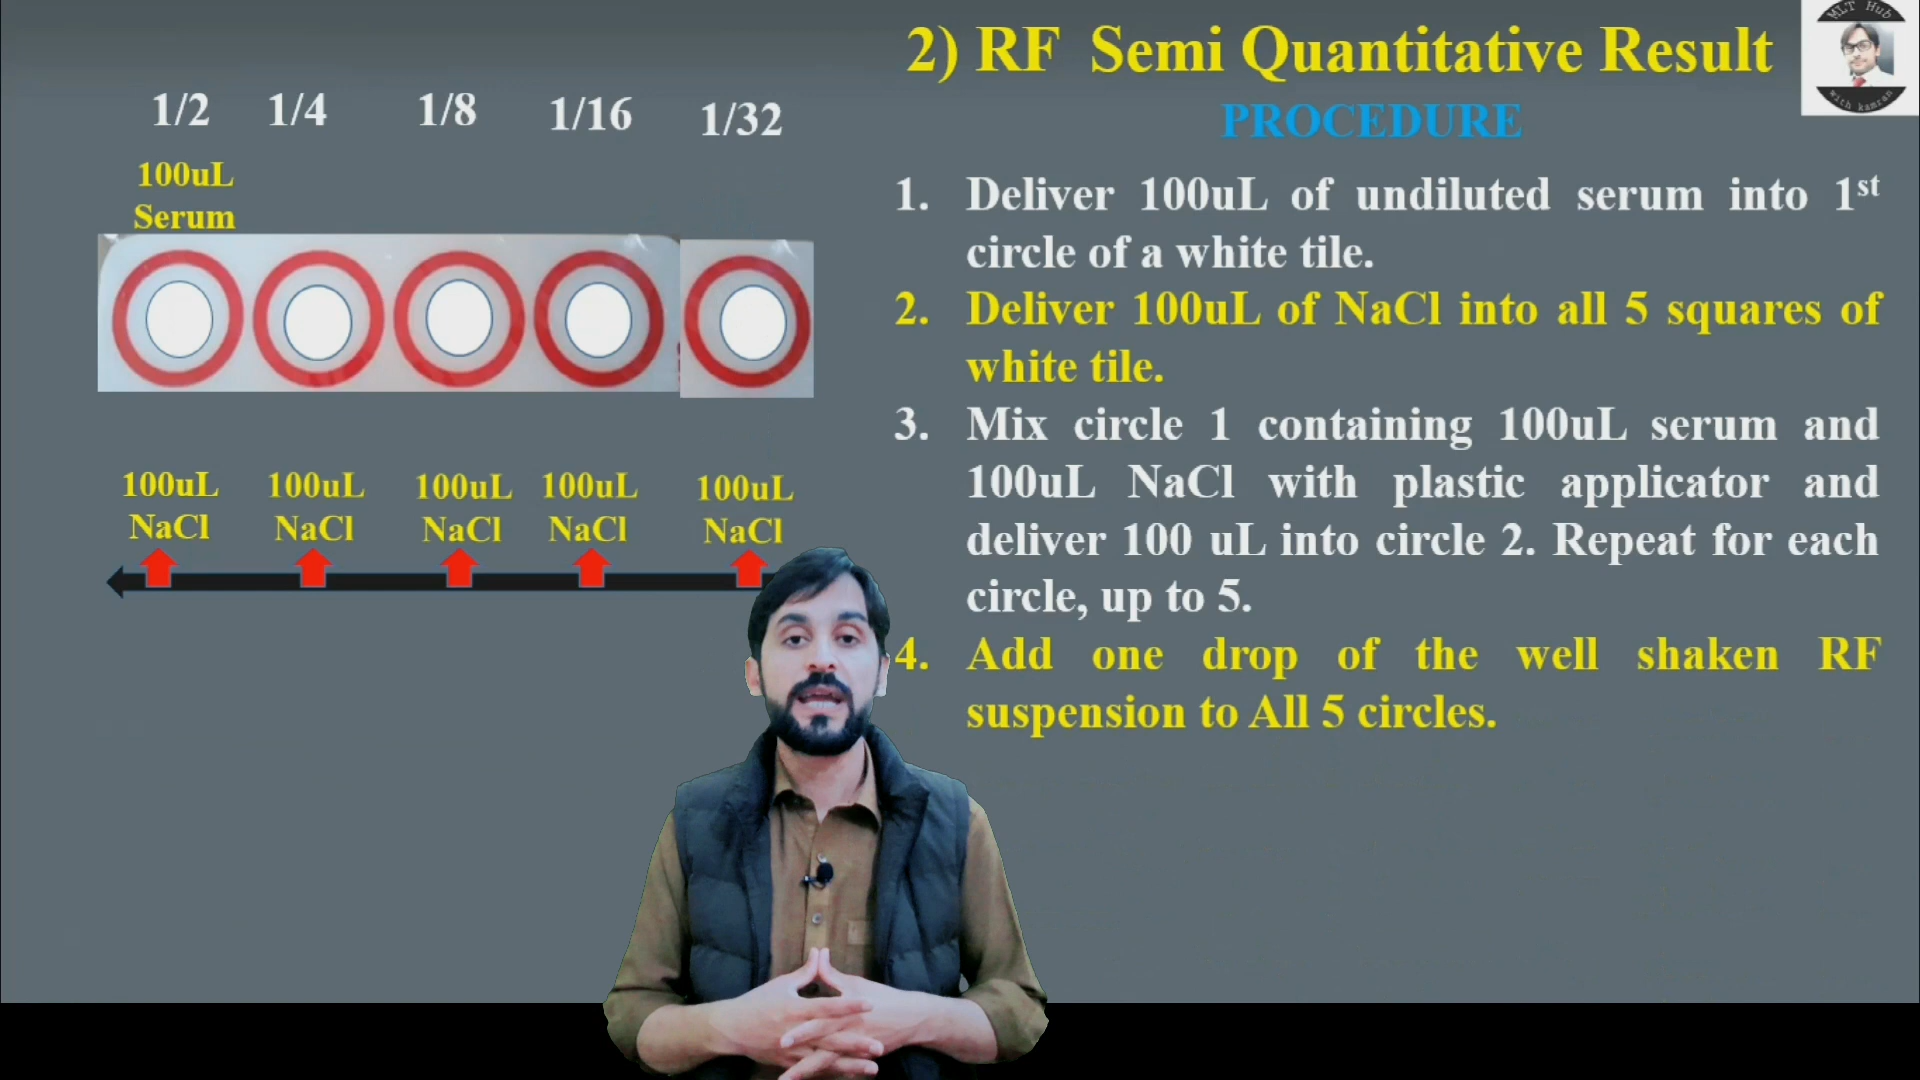 2) RF Semi Quantitative Result
MLT Hub
with kamran
PROCEDURE
1/2 1/4 1/8 1/16 1/32
100uL
Serum
100uL 100uL 100uL 100uL 100uL
NaCl NaCl NaCl NaCl NaCl
1. Deliver 100uL of undiluted serum into 1st
circle of a white tile.
2. Deliver 100uL of NaCl into all 5 squares of
white tile.
3. Mix circle 1 containing 100uL serum and
100uL NaCl with plastic applicator and
deliver 100 uL into circle 2. Repeat for each
circle, up to 5.
4. Add one drop of the well shaken RF
suspension to All 5 circles.